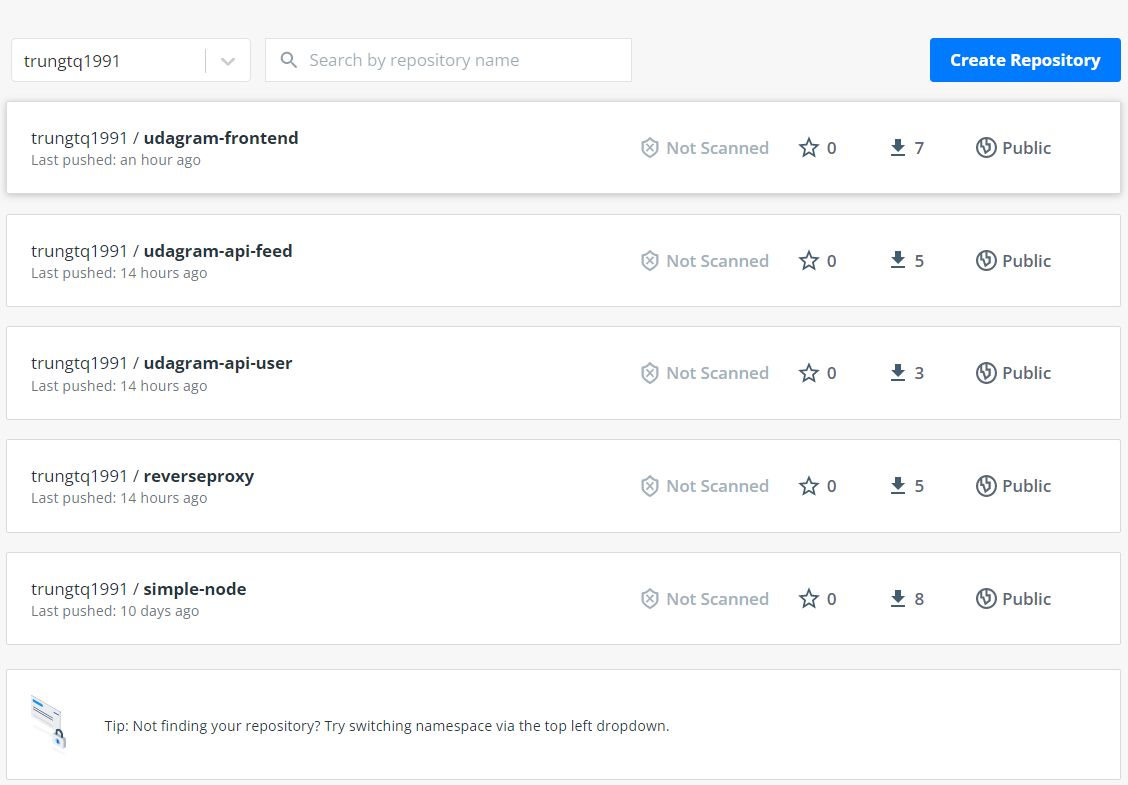 trungtq1991
Search by repository name
Create Repository
trungtq1991 / udagram-frontend
Last pushed: an hour ago
Not Scanned
0
7
Public
trungtq1991 / udagram-api-feed
Last pushed: 14 hours ago
Not Scanned
0
5
Public
trungtq1991 / udagram-api-user
Last pushed: 14 hours ago
Not Scanned
0
3
Public
trungtq1991 / reverseproxy
Last pushed: 14 hours ago
Not Scanned
0
5
Public
trungtq1991 / simple-node
Last pushed: 10 days ago
Not Scanned
0
8
Public
Tip: Not finding your repository? Try switching namespace via the top left dropdown.